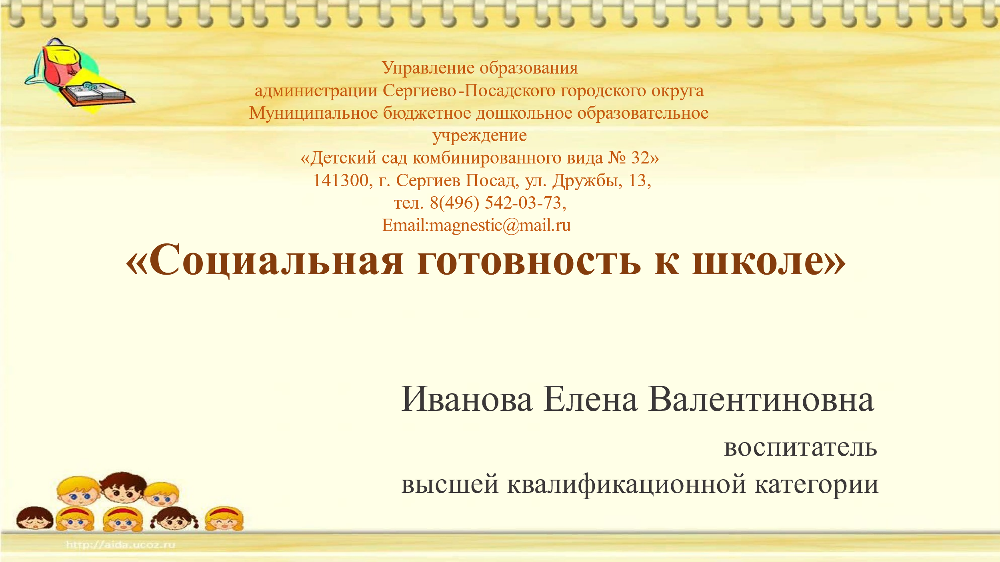 Управление образования
администрации Сергиево-Посадского городского округа
Муниципальное бюджетное дошкольное образовательное
учреждение
«Детский сад комбинированного вида № 32»
141300, г. Сергиев Посад, ул. Дружбы, 13,
тел. 8(496) 542-03-73,
Email:magnestic@mail.ru
«Социальная готовность к школе»
Иванова Елена Валентиновна
воспитатель
высшей квалификационной категории
http://aida.ucoz.ru